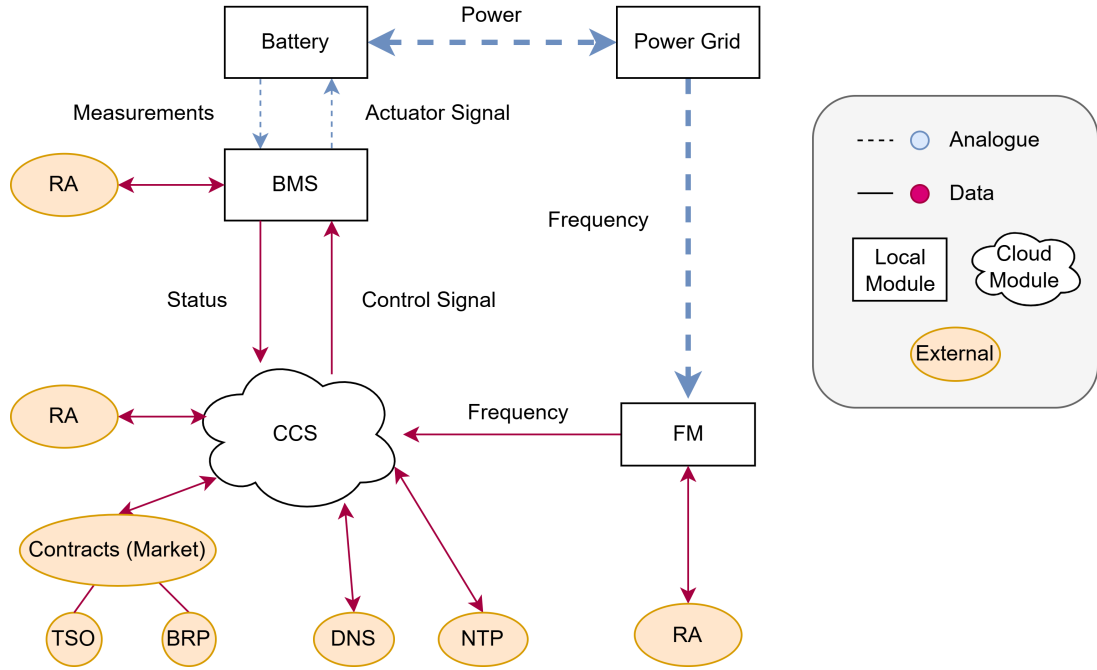 Power
Battery
Power Grid
Measurements
Actuator Signal
RA
BMS
Frequency
Status
Control Signal
RA
CCS
Frequency
FM
Contracts (Market)
TSO
BRP
DNS
NTP
RA
Analogue
Data
Local
Module
Cloud
Module
External